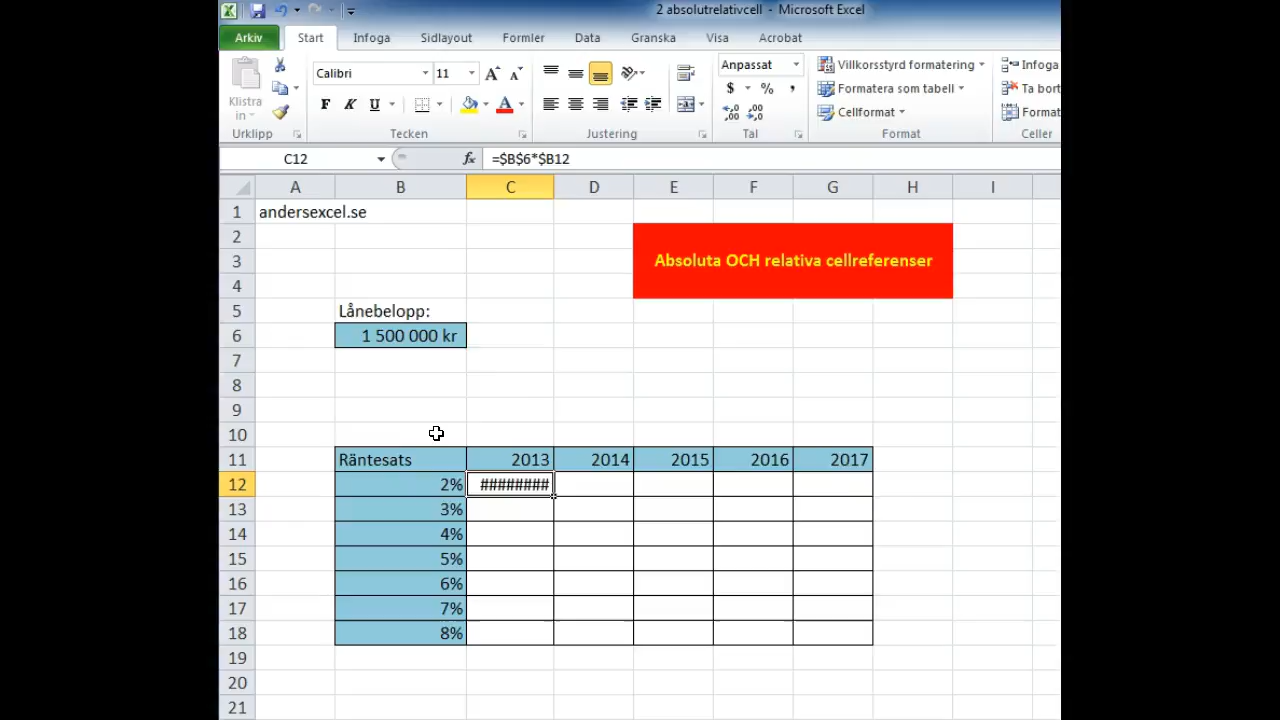 2 absolutrelativcell - Microsoft Excel
Arkiv Start Infoga Sidlayout Formler Data Granska Visa Acrobat
Klistra in
Urklipp
Calibri 11
F K U A
Tecken
Justering
Anpassat
$ % ,
Tal
Villkorsstyrd formatering
Formatera som tabell
Cellformat
Format
Infoga
Ta bort
Format
Celler
C12 fx =$B$6*$B12
A B C D E F G H I
1 andersexcel.se
2
3 Absoluta OCH relativa cellreferenser
4
5 Lånebelopp:
6 1 500 000 kr
7
8
9
10
11 Räntesats 2013 2014 2015 2016 2017
12 2% ########
13 3%
14 4%
15 5%
16 6%
17 7%
18 8%
19
20
21